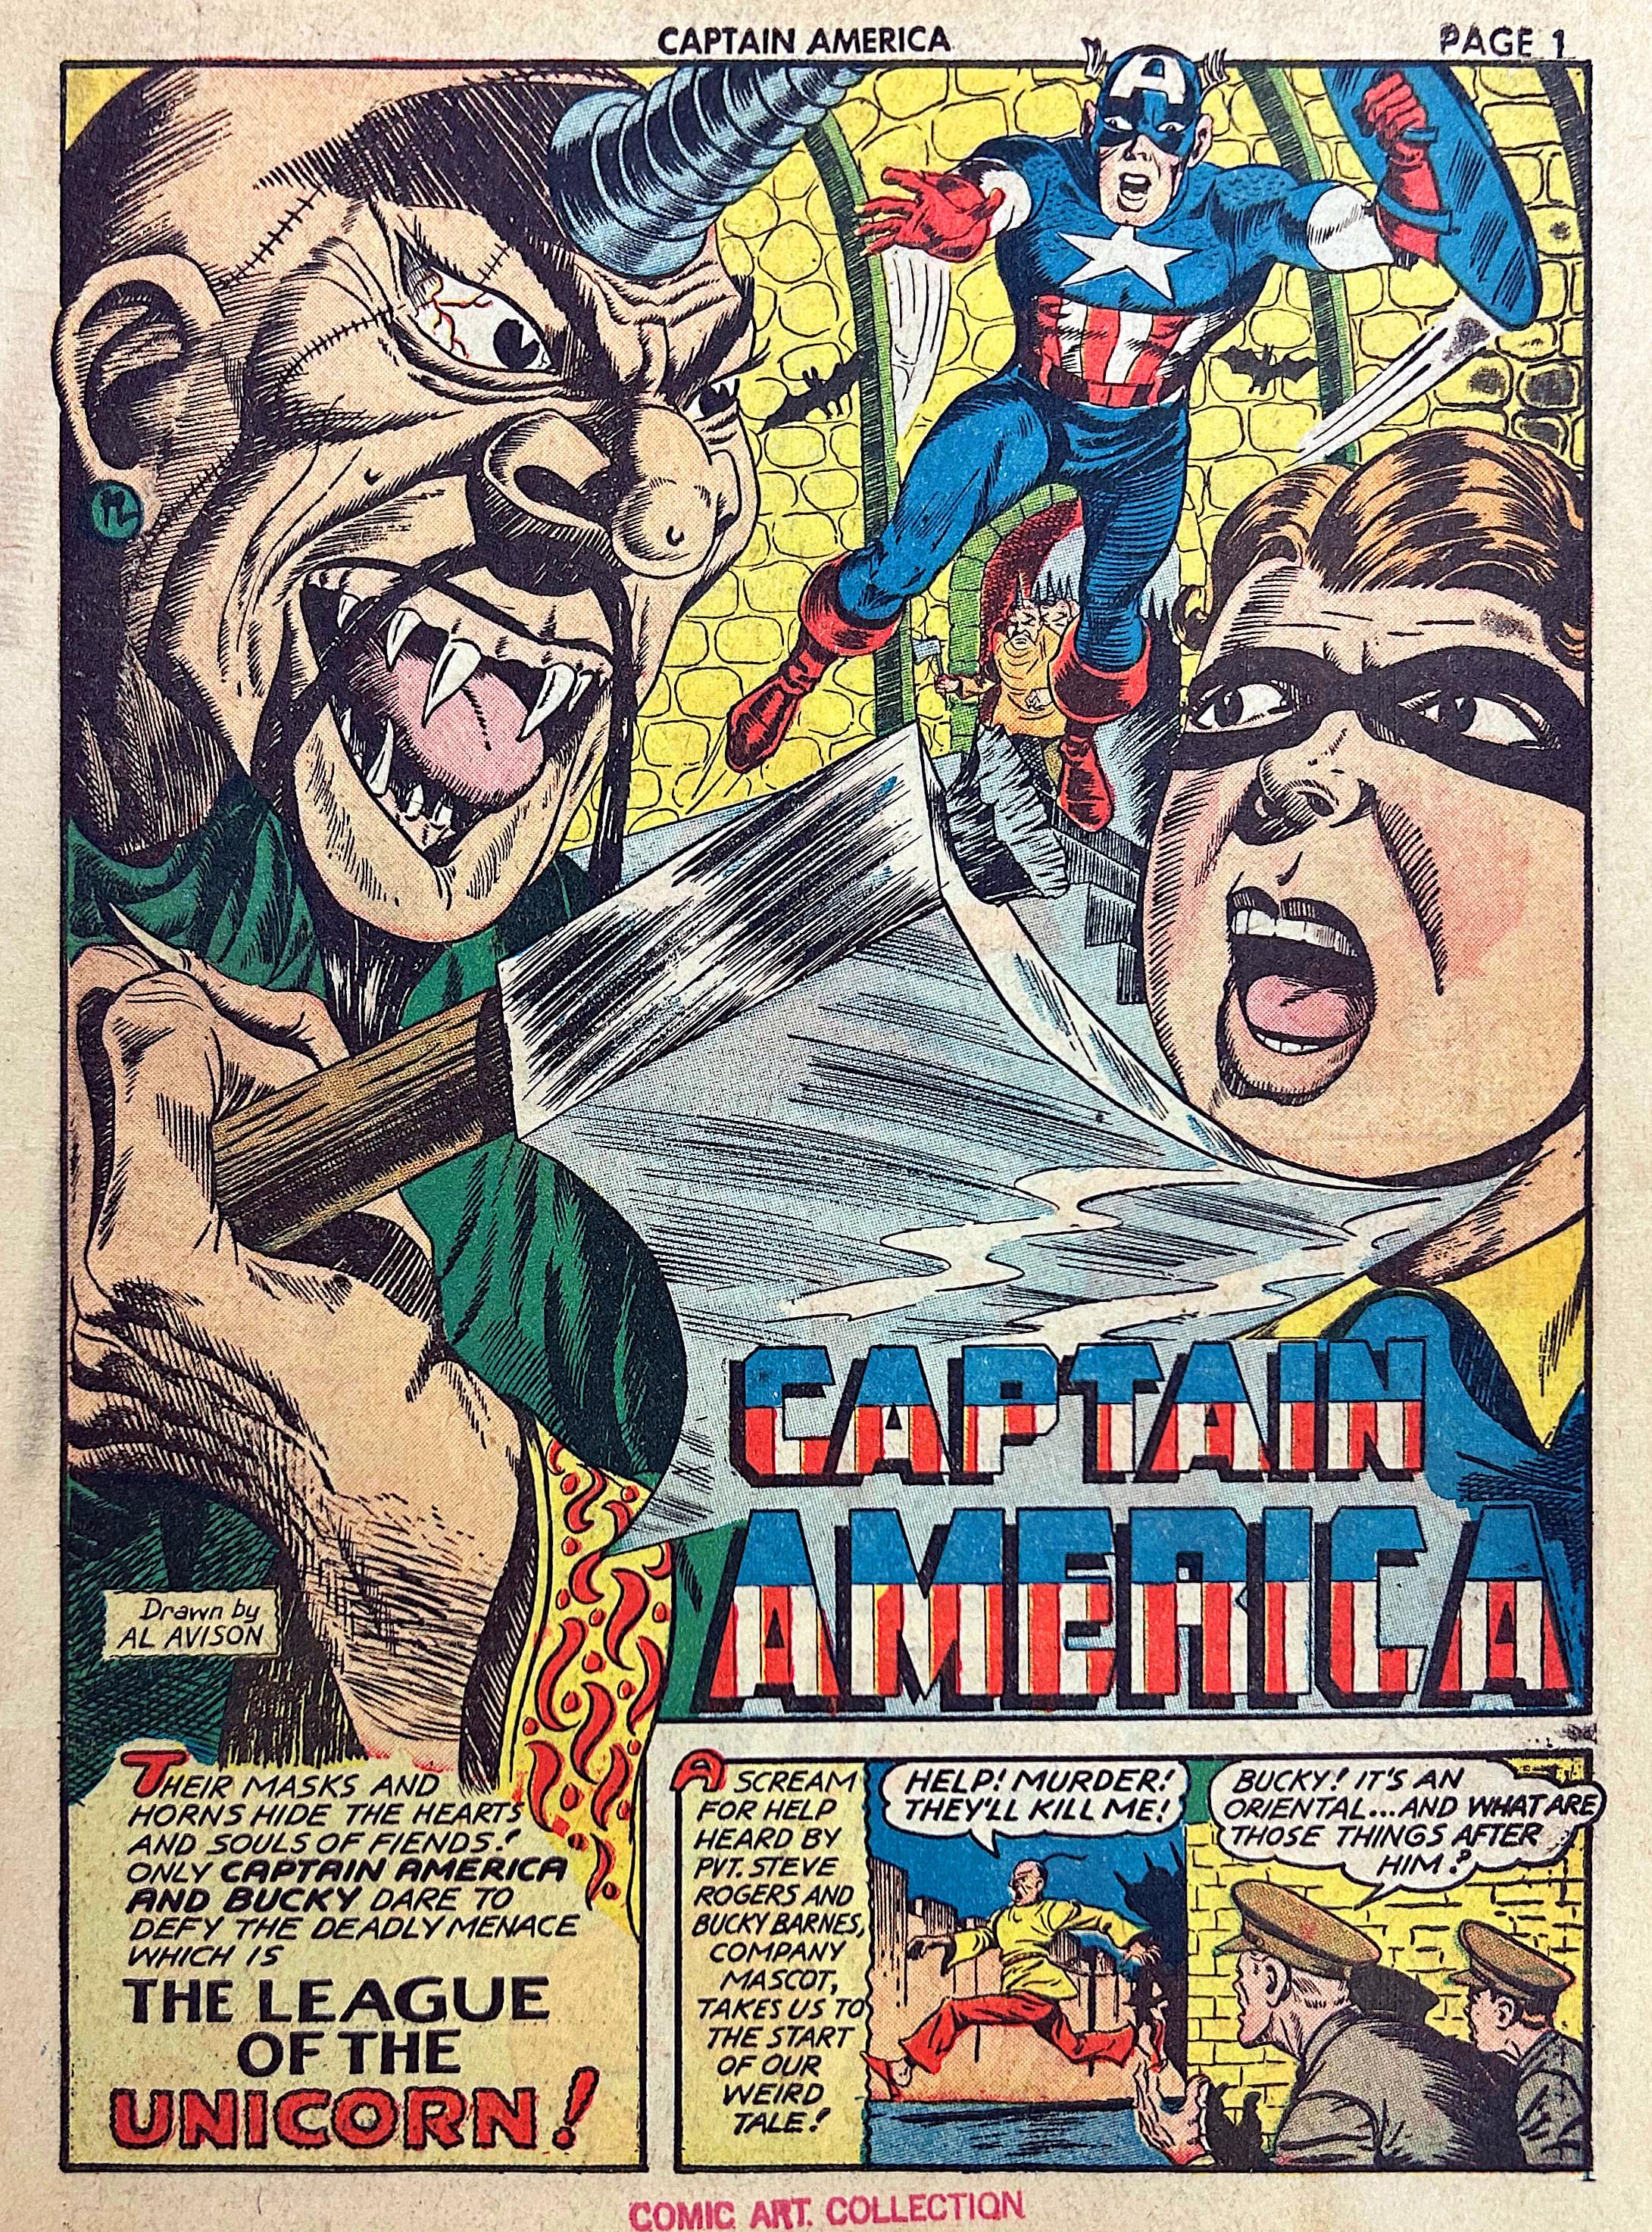 CAPTAIN AMERICA
PAGE 1
A
CAPTAIN
AMERICA
Drawn by
AL AVISON
THEIR MASKS AND
HORNS HIDE THE HEARTS
AND SOULS OF FIENDS!
ONLY CAPTAIN AMERICA
AND BUCKY DARE TO
DEFY THE DEADLY MENACE
WHICH IS
THE LEAGUE
OF THE
UNICORN!
A SCREAM
FOR HELP
HEARD BY
PVT. STEVE
ROGERS AND
BUCKY BARNES,
COMPANY
MASCOT,
TAKES US TO
THE START
OF OUR
WEIRD
TALE!
HELP! MURDER!
THEY'LL KILL ME!
BUCKY! IT'S AN
ORIENTAL...AND WHAT ARE
THOSE THINGS AFTER
HIM?
1
COMIC ART. COLLECTION